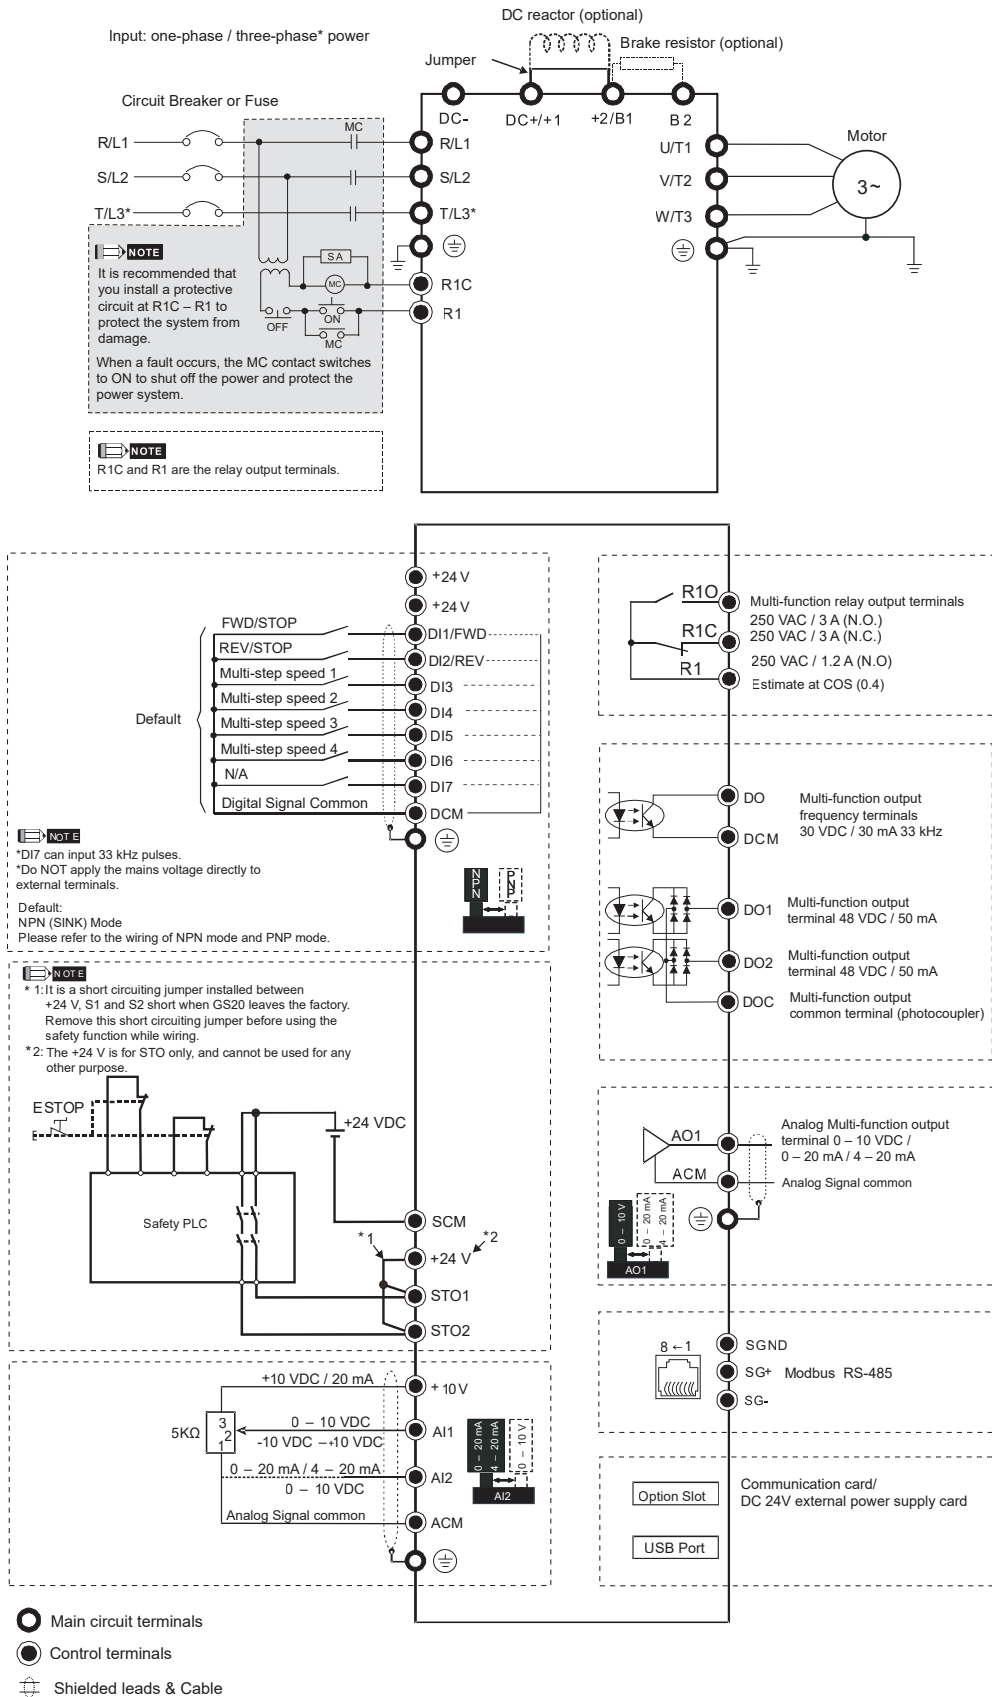 DC reactor (optional)
Input: one-phase / three-phase* power
Brake resistor (optional)
Jumper
Circuit Breaker or Fuse
DC-
DC+/+1
+2/B1
B2
MC
R/L1
R/L1
U/T1
Motor
S/L2
S/L2
V/T2
3~
T/L3*
T/L3*
W/T3
NOTE
It is recommended that
you install a protective
circuit at R1C – R1 to
protect the system from
damage.
When a fault occurs, the MC contact switches
to ON to shut off the power and protect the
power system.
SA
MC
R1C
OFF
ON
MC
R1
NOTE
R1C and R1 are the relay output terminals.
+24 V
+24 V
FWD/STOP
DI1/FWD
REV/STOP
DI2/REV
Multi-step speed 1
DI3
Multi-step speed 2
DI4
Default
Multi-step speed 3
DI5
Multi-step speed 4
DI6
N/A
DI7
Digital Signal Common
DCM
NOTE
*DI7 can input 33 kHz pulses.
*Do NOT apply the mains voltage directly to
external terminals.
Default:
NPN (SINK) Mode
Please refer to the wiring of NPN mode and PNP mode.
NPN
PNP
R1O
Multi-function relay output terminals
250 VAC / 3 A (N.O.)
R1C
250 VAC / 3 A (N.C.)
R1
250 VAC / 1.2 A (N.O)
Estimate at COS (0.4)
DO
Multi-function output
frequency terminals
30 VDC / 30 mA 33 kHz
DCM
DO1
Multi-function output
terminal 48 VDC / 50 mA
DO2
Multi-function output
terminal 48 VDC / 50 mA
DOC
Multi-function output
common terminal (photocoupler)
NOTE
* 1: It is a short circuiting jumper installed between
+24 V, S1 and S2 short when GS20 leaves the factory.
Remove this short circuiting jumper before using the
safety function while wiring.
*2: The +24 V is for STO only, and cannot be used for any
other purpose.
ESTOP
+24 VDC
Safety PLC
SCM
*1
*2
+24 V
STO1
STO2
AO1
Analog Multi-function output
terminal 0 – 10 VDC /
0 – 20 mA / 4 – 20 mA
ACM
Analog Signal common
0 – 10 V
0 – 20 mA
4 – 20 mA
AO1
8 ←1
SGND
SG+
Modbus RS-485
SG-
+10 VDC / 20 mA
+10V
5KΩ
3
2
1
0 – 10 VDC
-10 VDC –+10 VDC
AI1
0 – 20 mA / 4 – 20 mA
0 – 10 VDC
AI2
Analog Signal common
ACM
0 – 20 mA
4 – 20 mA
0 – 10 V
AI2
Option Slot
Communication card/
DC 24V external power supply card
USB Port
Main circuit terminals
Control terminals
Shielded leads & Cable